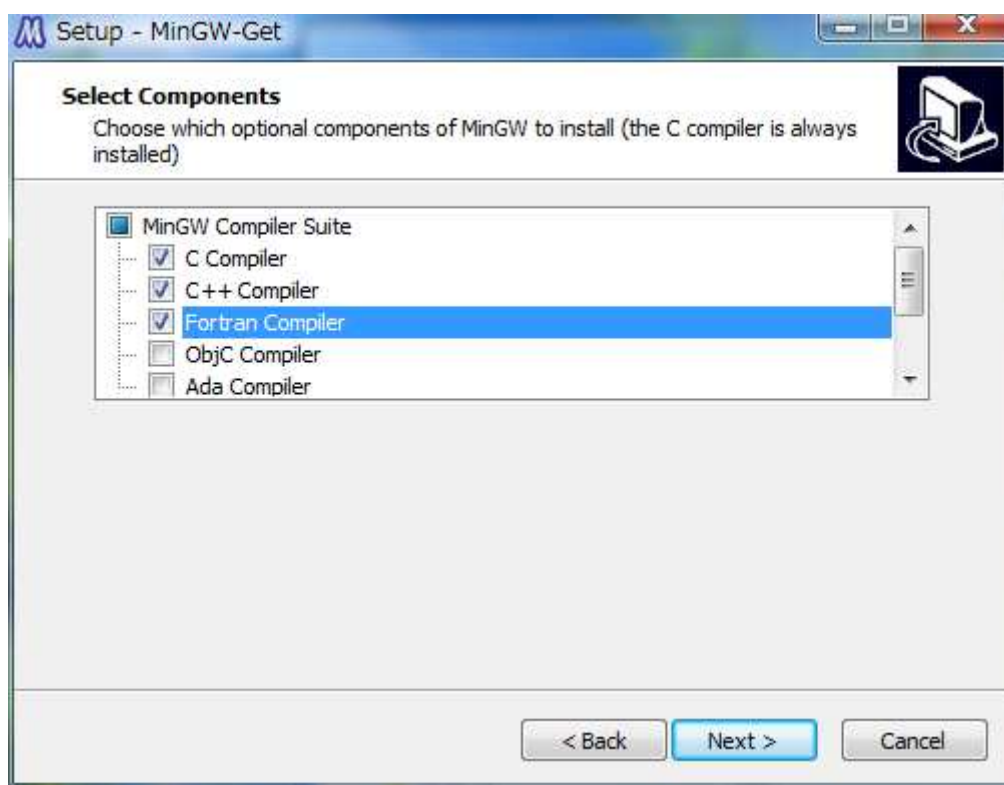 Setup - MinGW-Get
Select Components
Choose which optional components of MinGW to install (the C compiler is always
installed)
MinGW Compiler Suite
C Compiler
C++ Compiler
Fortran Compiler
ObjC Compiler
Ada Compiler
< Back
Next >
Cancel